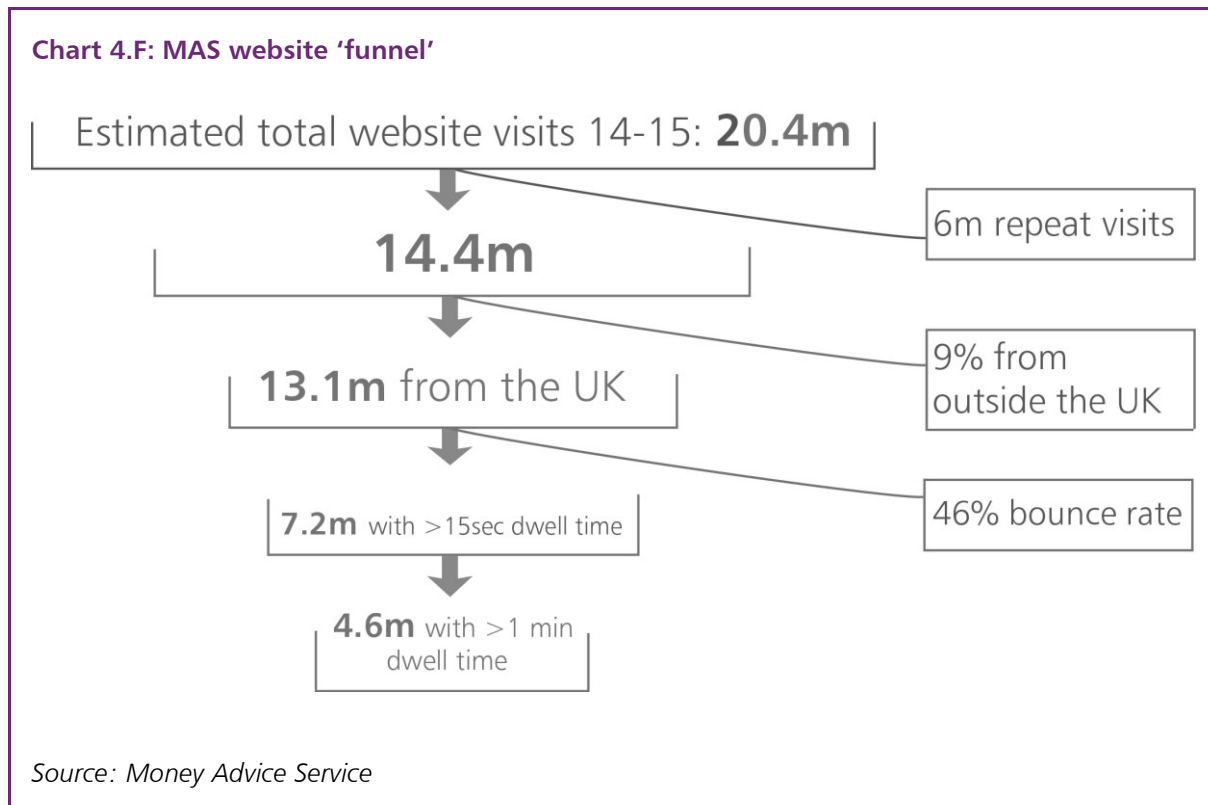 Chart 4.F: MAS website ‘funnel’
Estimated total website visits 14-15: 20.4m
6m repeat visits
14.4m
9% from
outside the UK
13.1m from the UK
46% bounce rate
7.2m with >15sec dwell time
4.6m with >1 min
dwell time
Source: Money Advice Service